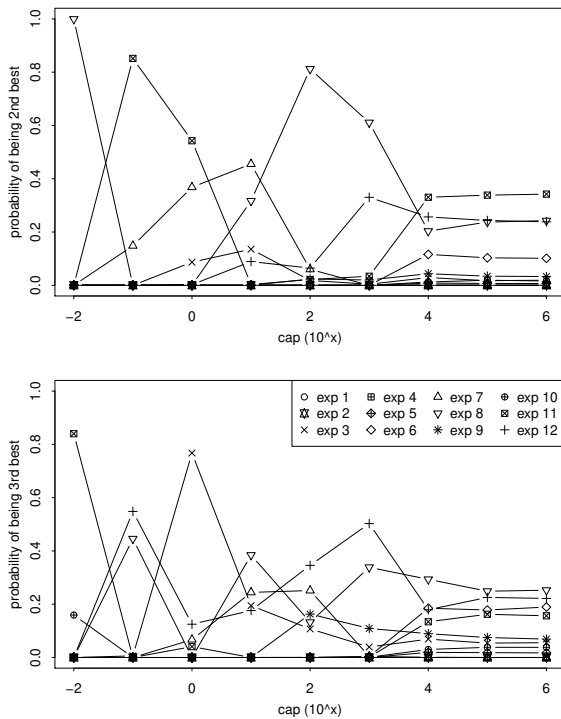 probability of being 2nd best
1.0
0.8
0.6
0.4
0.2
0.0
−2 0 2 4 6
cap (10^x)
probability of being 3rd best
1.0
0.8
0.6
0.4
0.2
0.0
exp 1 exp 4 exp 7 exp 10
exp 2 exp 5 exp 8 exp 11
exp 3 exp 6 exp 9 exp 12
−2 0 2 4 6
cap (10^x)